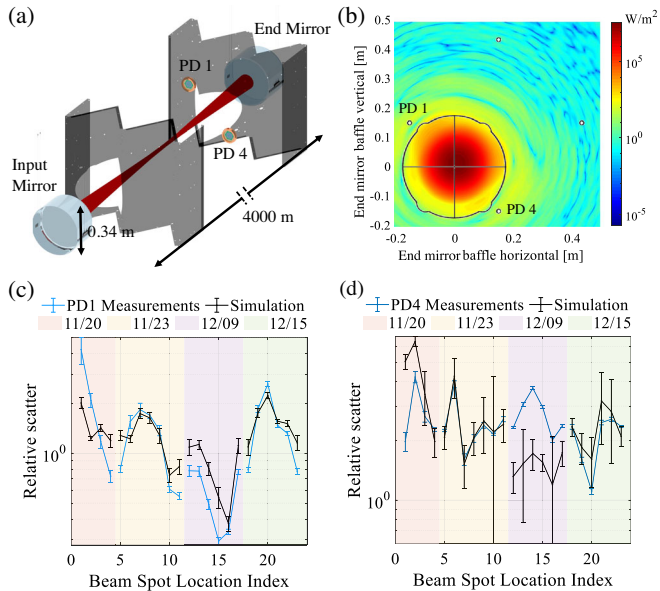 (a)
End Mirror
PD 1
PD 4
Input
Mirror
0.34 m
4000 m
(b)
W/m²
End mirror baffle vertical [m]
0.5
0.4
0.3
0.2
0.1
0
-0.1
-0.2
PD 1
PD 4
-0.2
0
0.2
0.4
End mirror baffle horizontal [m]
10⁵
10⁰
10⁻⁵
(c)
PD1 Measurements
Simulation
11/20
11/23
12/09
12/15
Relative scatter
10⁰
0
5
10
15
20
Beam Spot Location Index
(d)
PD4 Measurements
Simulation
11/20
11/23
12/09
12/15
Relative scatter
10⁰
0
5
10
15
20
Beam Spot Location Index